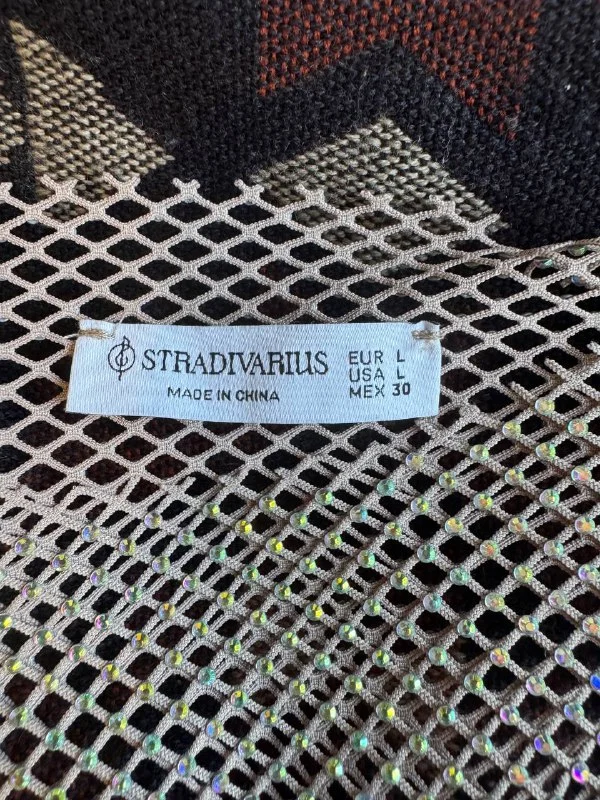 STRADIVARIUS
MADE IN CHINA
EUR L
USA L
MEX 30